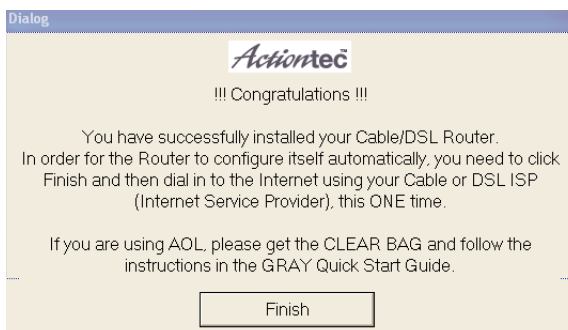 Dialog
Actiontec
!!! Congratulations !!!
You have successfully installed your Cable/DSL Router.
In order for the Router to configure itself automatically, you need to click
Finish and then dial in to the Internet using your Cable or DSL ISP
(Internet Service Provider), this ONE time.
If you are using AOL, please get the CLEAR BAG and follow the
instructions in the GRAY Quick Start Guide.
Finish